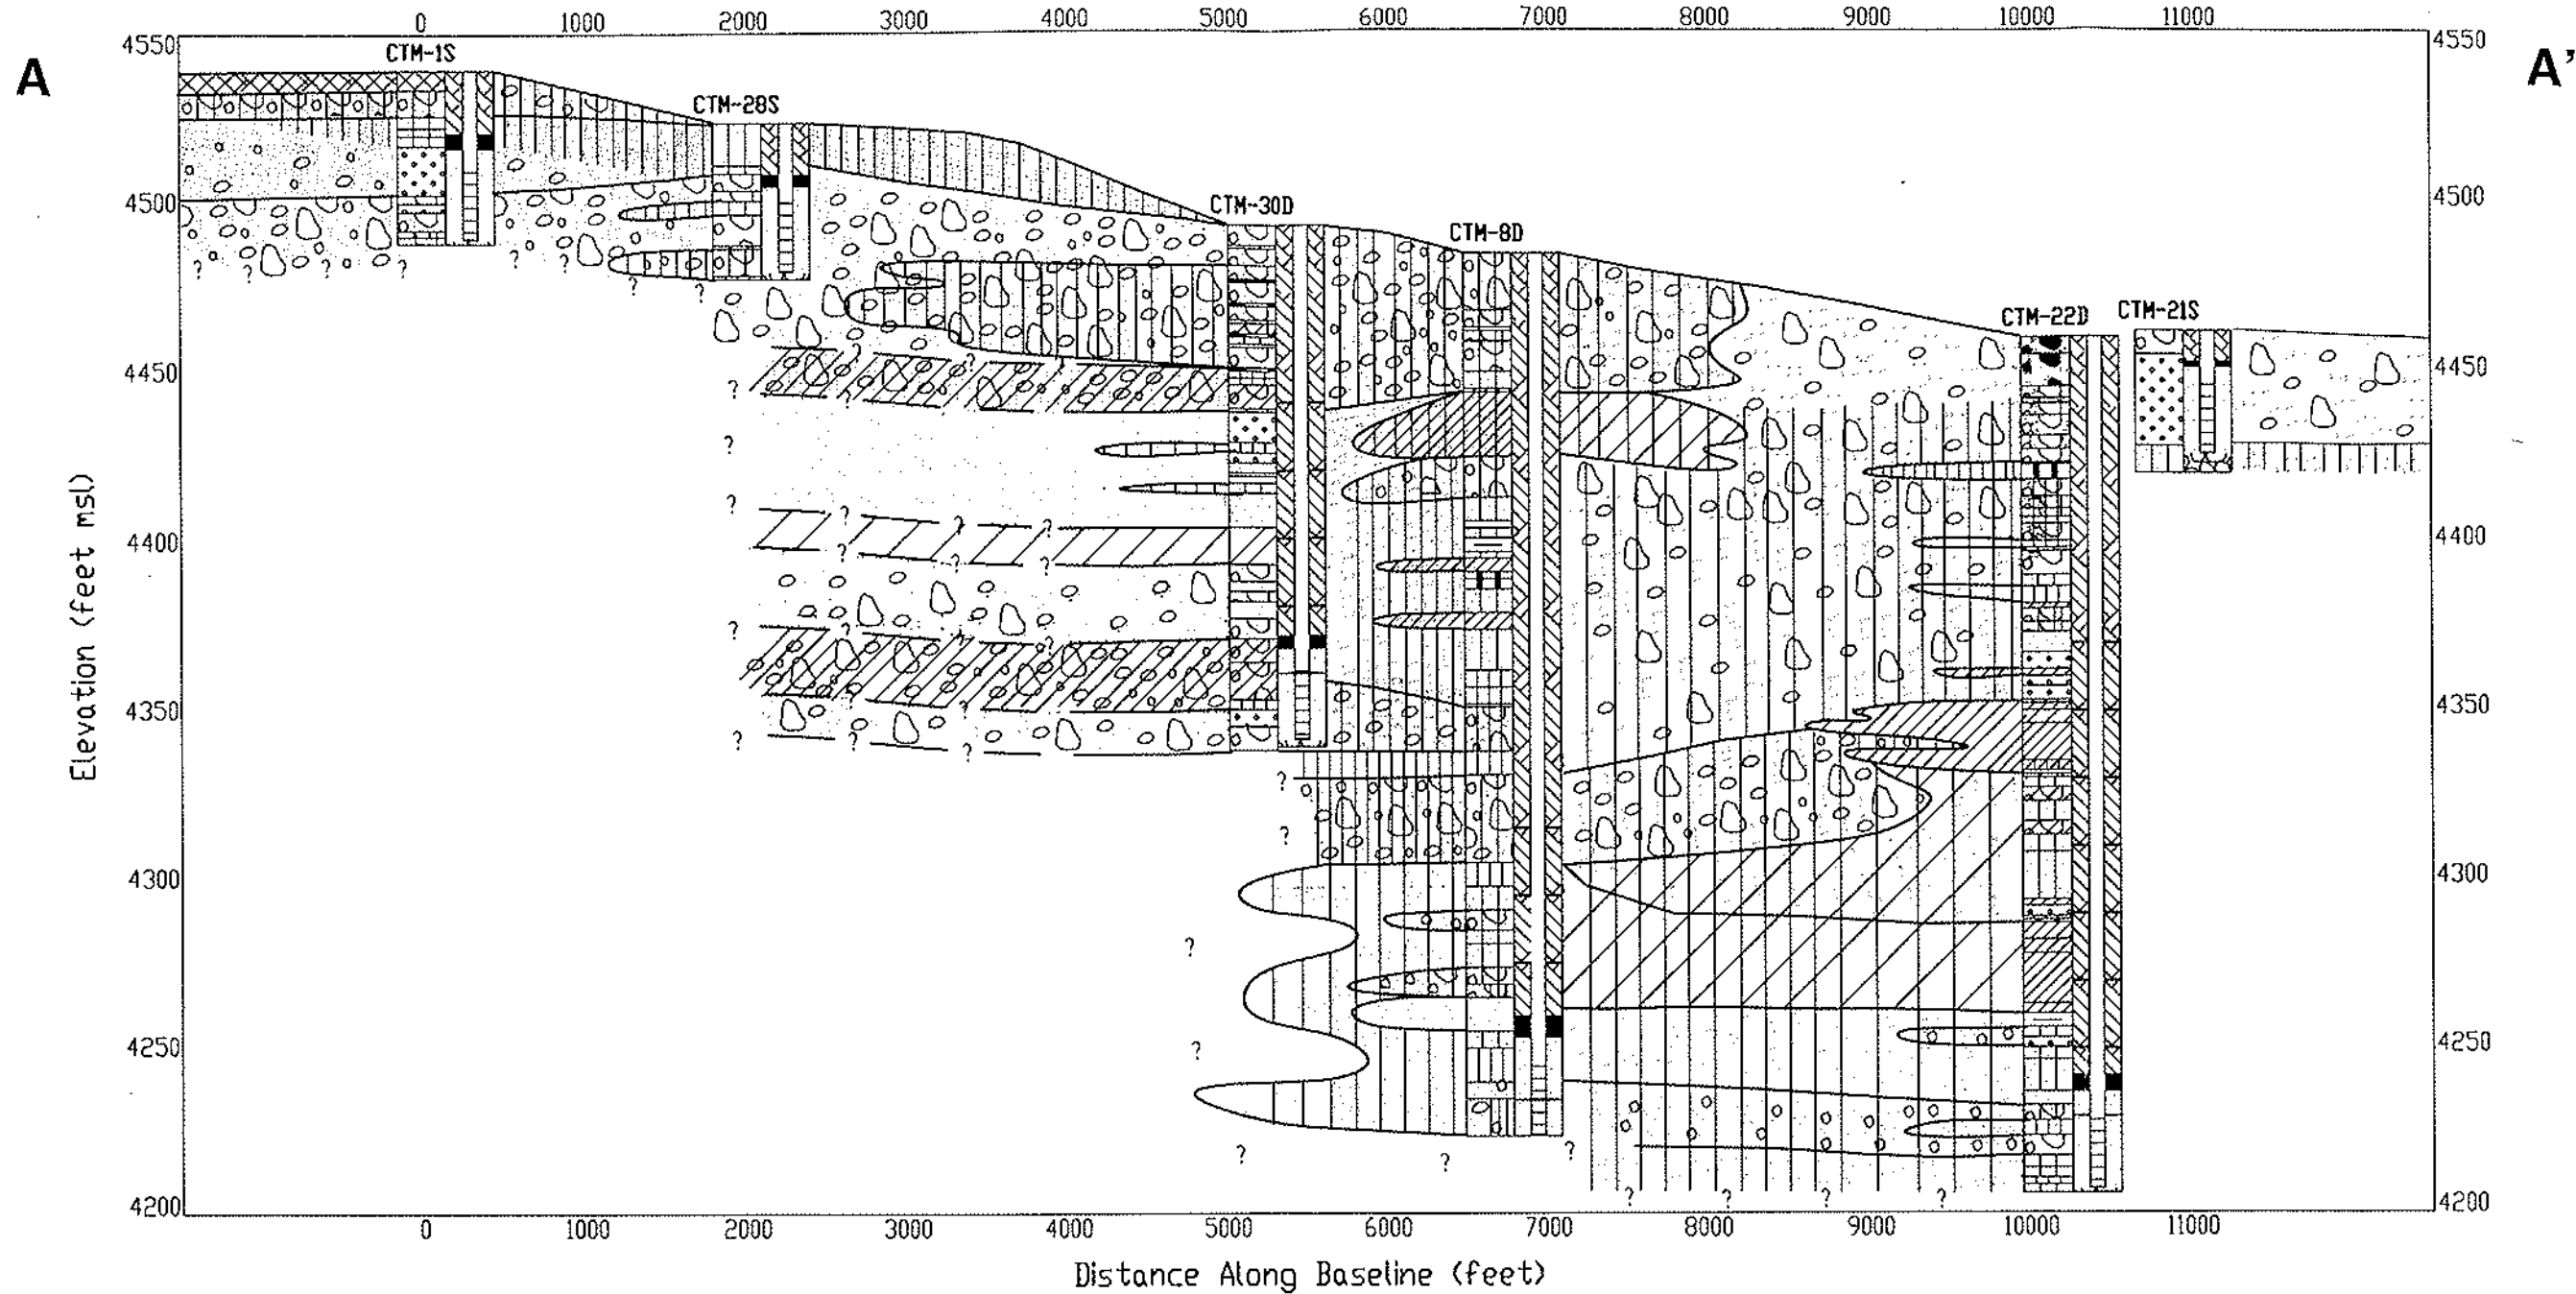 0 1000 2000 3000 4000 5000 6000 7000 8000 9000 10000 11000
4550 4550
A A'
CTM-1S
CTM-28S
4500 4500
CTM-30D
CTM-8D
CTM-22D CTM-21S
? ? ? ?
? ?
? ?
4450 4450
? ?
? ?
? ?
?
? ? ? ?
4400 4400
? ? ?
? ? ? ?
4350 4350
?
? ? ?
?
?
4300 4300
?
4250 4250
?
? ? ?
? ? ? ?
4200 4200
0 1000 2000 3000 4000 5000 6000 7000 8000 9000 10000 11000
Elevation (feet msl)
Distance Along Baseline (feet)